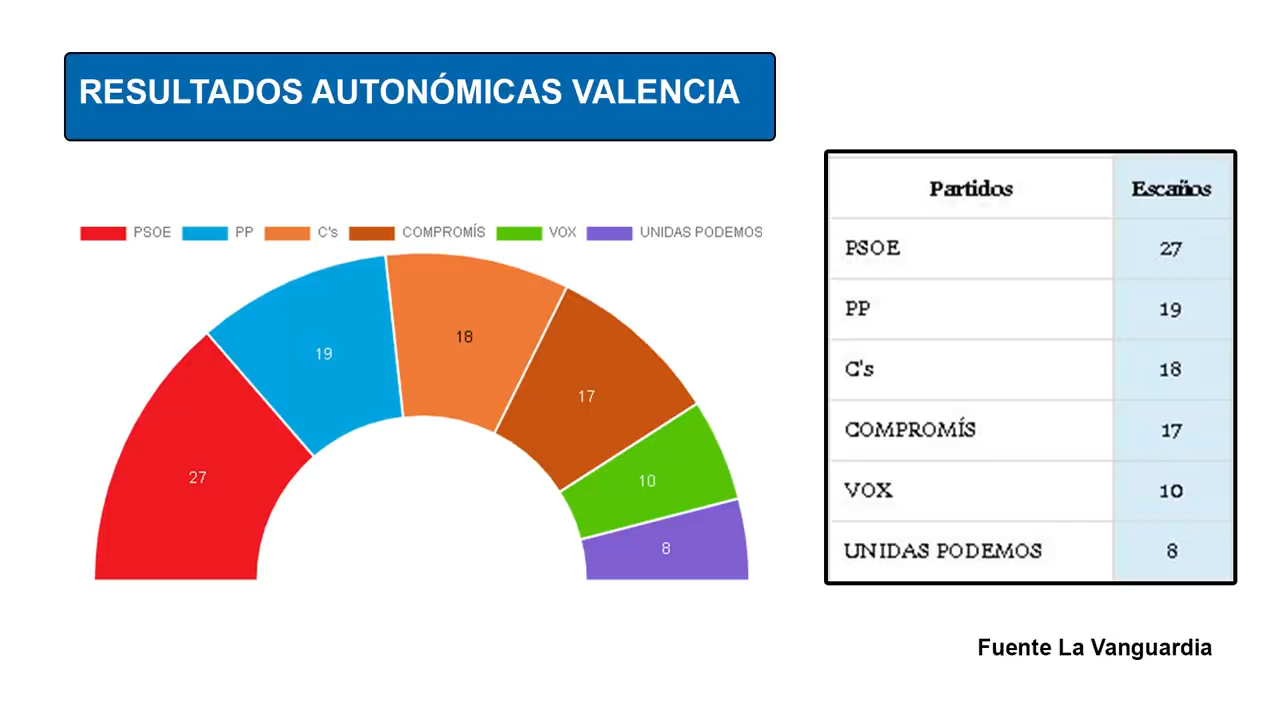 RESULTADOS AUTONÓMICAS VALENCIA
PSOE PP C's COMPROMÍS VOX UNIDAS PODEMOS
27
19
18
17
10
8
Partidos Escaños
PSOE 27
PP 19
C's 18
COMPROMÍS 17
VOX 10
UNIDAS PODEMOS 8
Fuente La Vanguardia